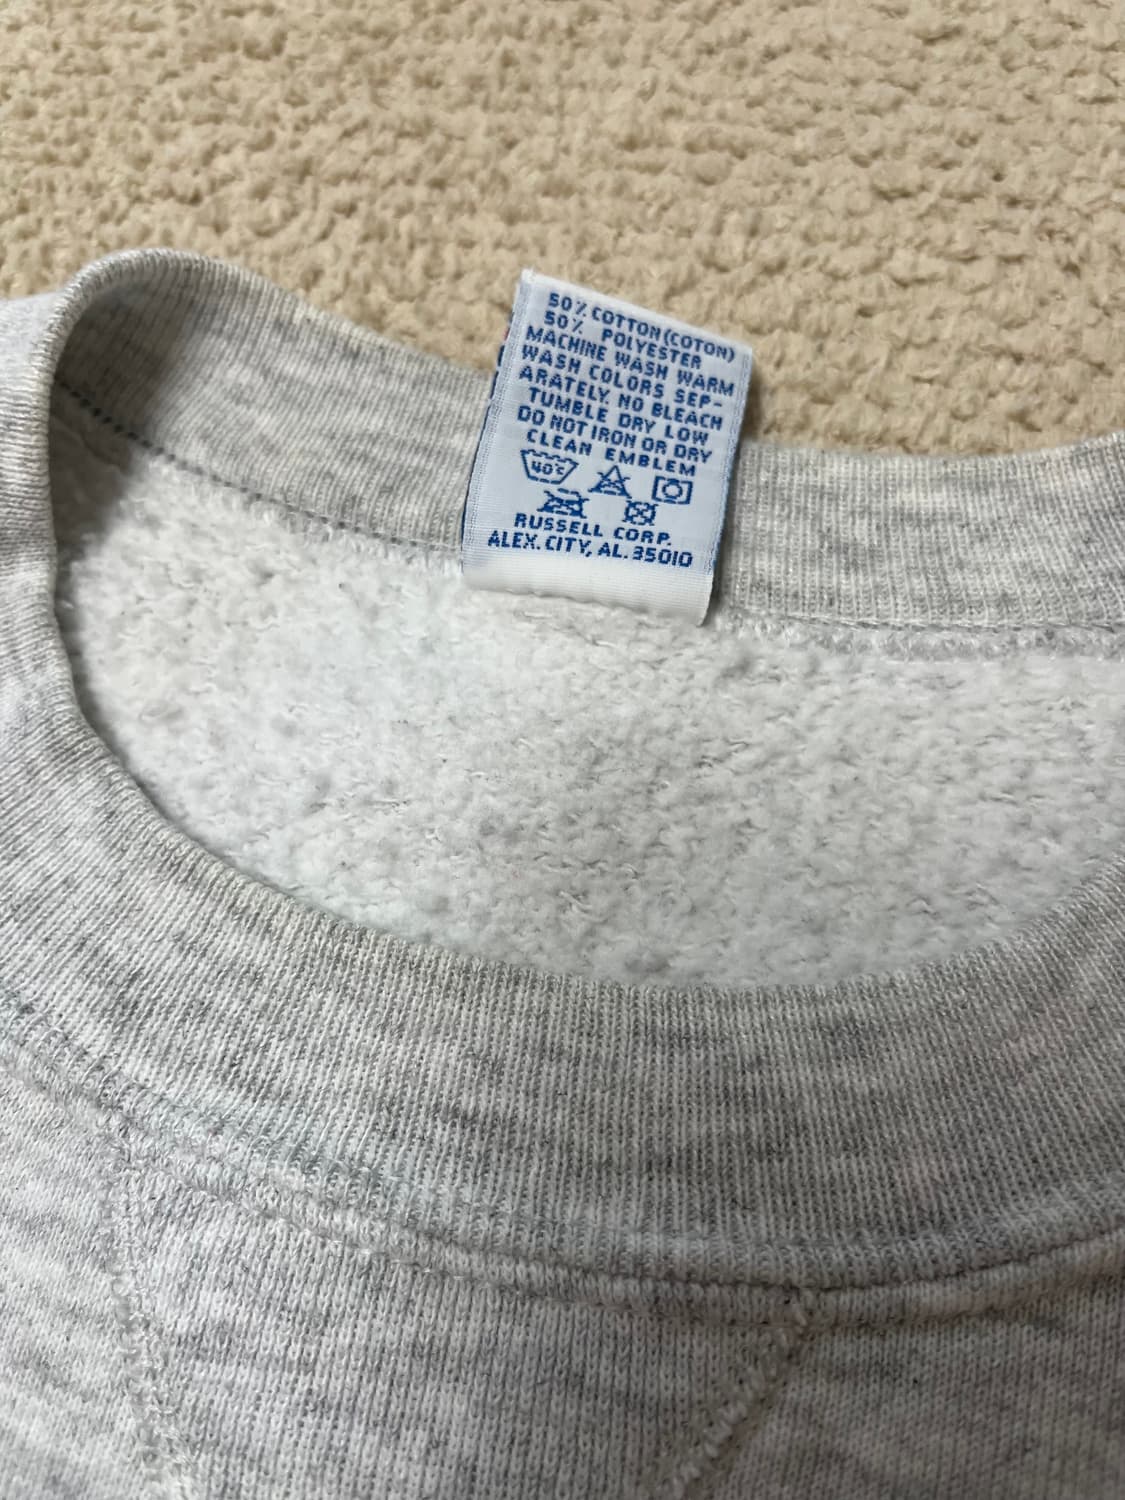 50% COTTON (COTON)
50% POLYESTER
MACHINE WASH WARM
WASH COLORS SEP-
ARATELY. NO BLEACH
TUMBLE DRY LOW
DO NOT IRON OR DRY
CLEAN EMBLEM
40°C
RUSSELL CORP.
ALEX. CITY, AL. 35010